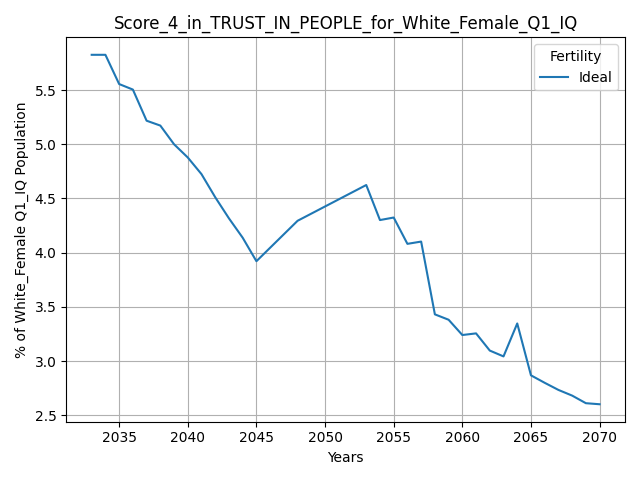 Score_4_in_TRUST_IN_PEOPLE_for_White_Female_Q1_IQ
Fertility
Ideal
% of White_Female Q1_IQ Population
5.5
5.0
4.5
4.0
3.5
3.0
2.5
2035 2040 2045 2050 2055 2060 2065 2070
Years